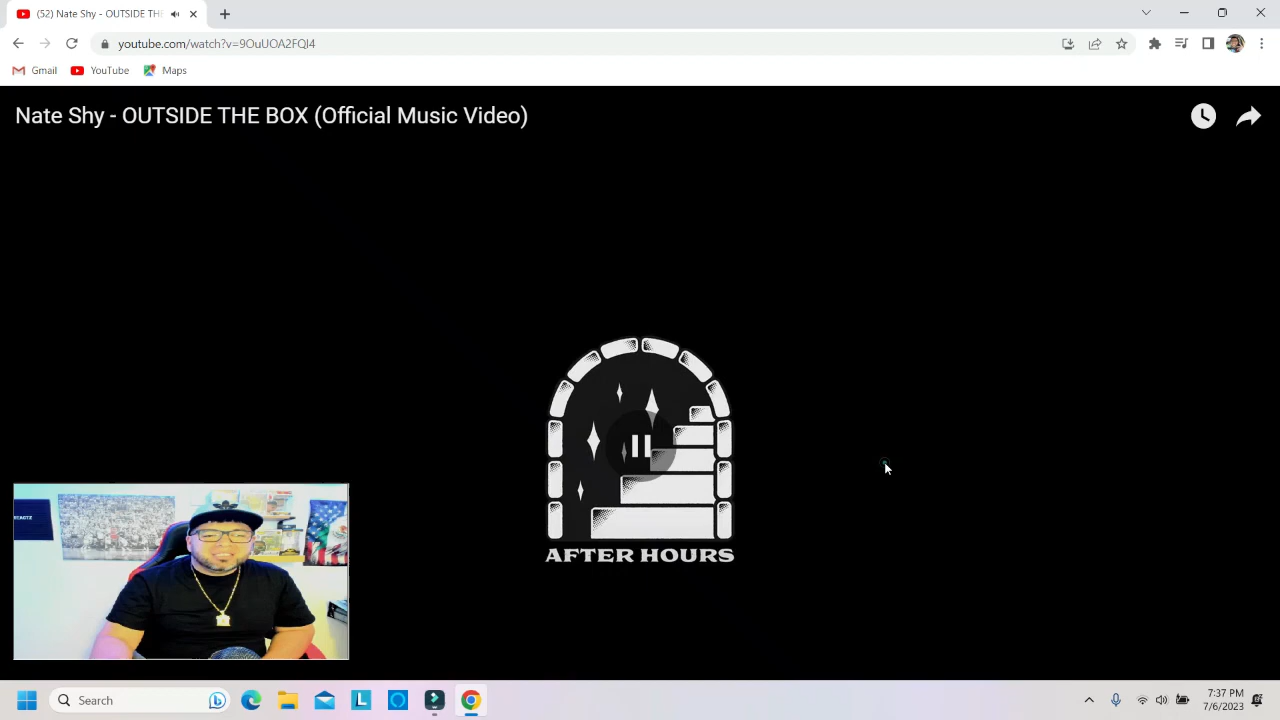 (52) Nate Shy - OUTSIDE THE
youtube.com/watch?v=9OuUOA2FQl4
Gmail
YouTube
Maps
Nate Shy - OUTSIDE THE BOX (Official Music Video)
AFTER HOURS
Search
7:37 PM
7/6/2023